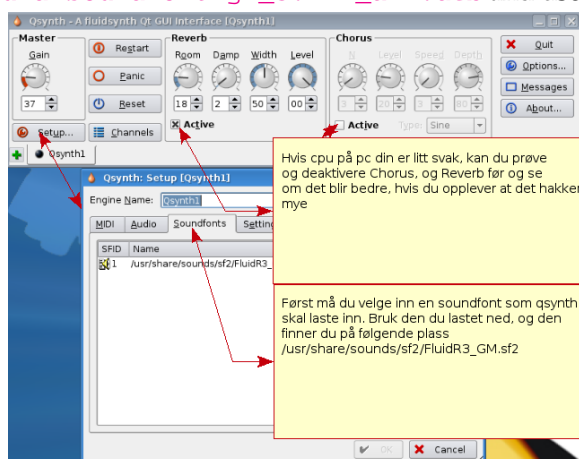 Qsynth - A fluidsynth Qt GUI Interface [Qsynth1]
Master
Reverb
Chorus
Gain
Restart
Room Damp Width Level
N Level Speed Depth
Quit
Panic
Options...
Messages
37
Reset
18 2 50 00
3 20 3 80
About...
Setup...
Channels
Active
Active Type: Sine
Qsynth1
Qsynth: Setup [Qsynth1]
Engine Name: Qsynth1
MIDI Audio Soundfonts
SFID Name
1 /usr/share/sounds/sf2/FluidR3_
Hvis cpu på pc din er litt svak, kan du prøve
og deaktivere Chorus, og Reverb før og se
om det blir bedre, hvis du opplever at det hakker
mye
Først må du velge inn en soundfont som qsynth
skal laste inn. Bruk den du lastet ned, og den
finner du på følgende plass
/usr/share/sounds/sf2/FluidR3_GM.sf2
OK Cancel